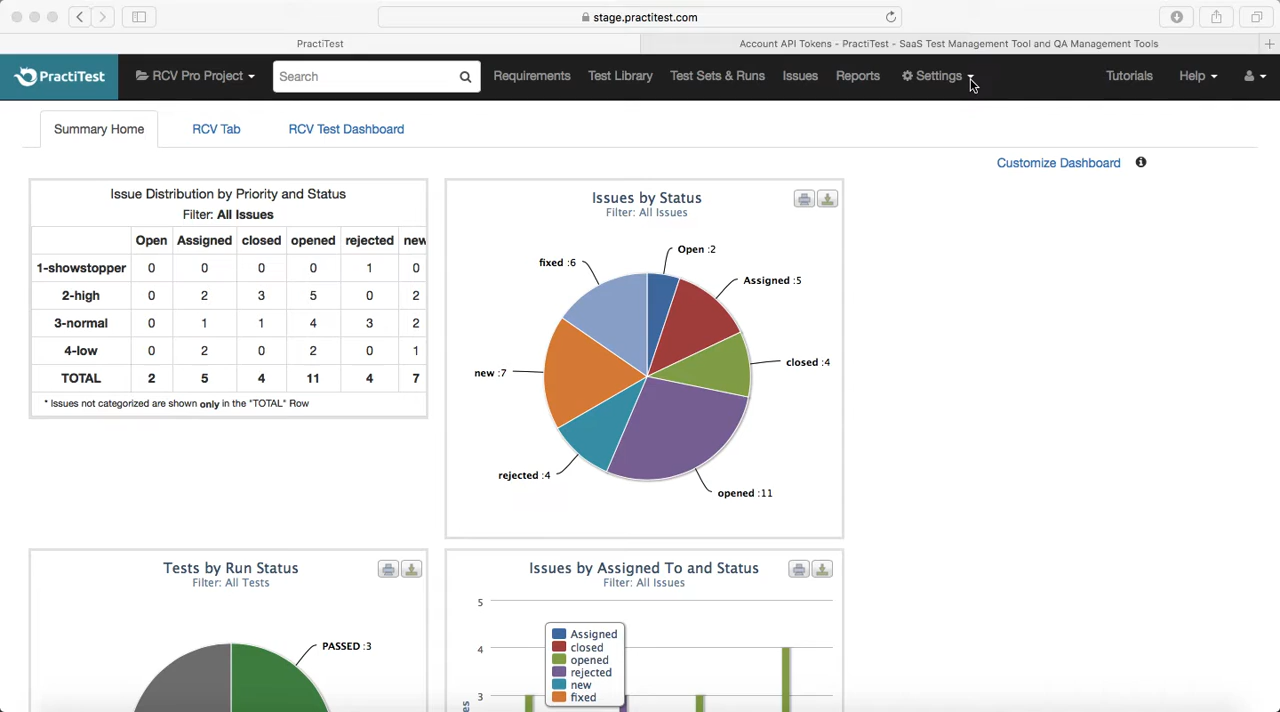 stage.practitest.com
PractiTest
Account API Tokens - PractiTest - SaaS Test Management Tool and QA Management Tools
PractiTest
RCV Pro Project
Search
Requirements
Test Library
Test Sets & Runs
Issues
Reports
Settings
Tutorials
Help
Summary Home
RCV Tab
RCV Test Dashboard
Customize Dashboard
Issue Distribution by Priority and Status
Filter: All Issues
Open Assigned closed opened rejected new
1-showstopper 0 0 0 0 1 0
2-high 0 2 3 5 0 2
3-normal 0 1 1 4 3 2
4-low 0 2 0 2 0 1
TOTAL 2 5 4 11 4 7
* Issues not categorized are shown only in the "TOTAL" Row
Issues by Status
Filter: All Issues
Open :2
fixed :6
Assigned :5
closed :4
new :7
rejected :4
opened :11
Tests by Run Status
Filter: All Tests
PASSED :3
Issues by Assigned To and Status
Filter: All Issues
5
4
3
Assigned
closed
opened
rejected
new
fixed